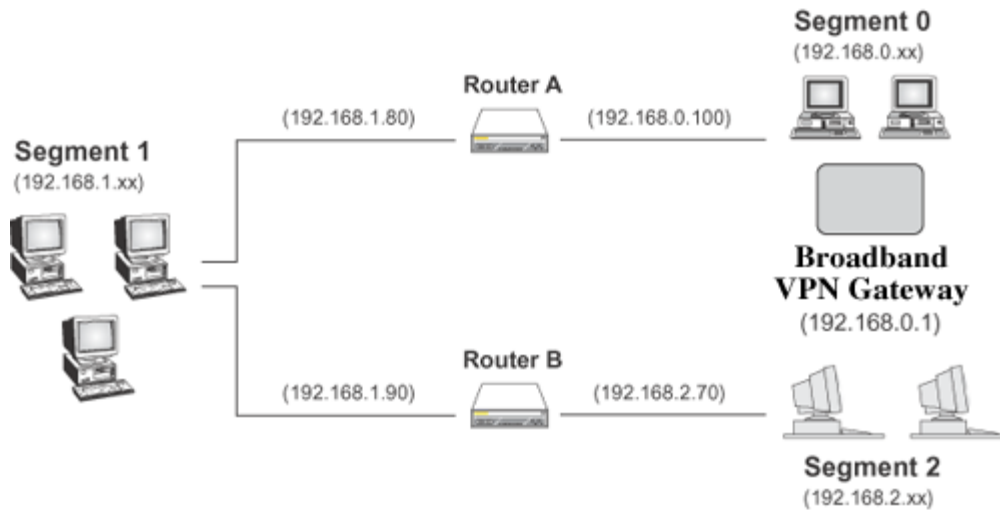 Segment 0
(192.168.0.xx)
Router A
(192.168.1.80)
(192.168.0.100)
Segment 1
(192.168.1.xx)
Broadband
VPN Gateway
(192.168.0.1)
Router B
(192.168.1.90)
(192.168.2.70)
Segment 2
(192.168.2.xx)